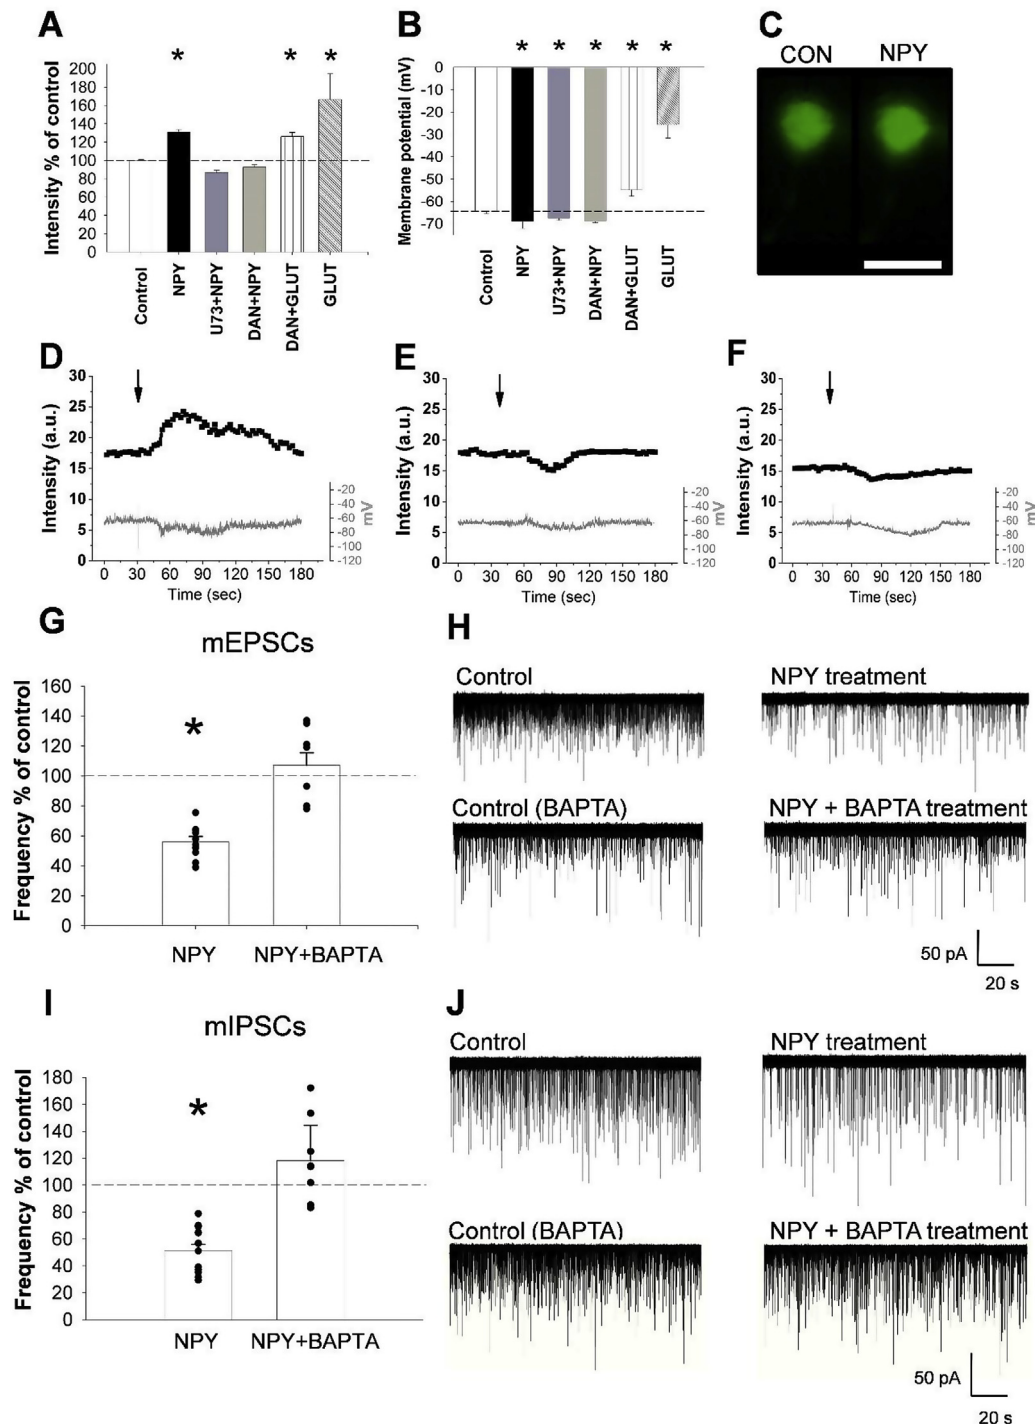 A
Intensity % of control
200
180
160
140
120
100
80
60
40
20
0
* * *
Control
NPY
U73+NPY
DAN+NPY
DAN+GLUT
GLUT
B
Membrane potential (mV)
0
-10
-20
-30
-40
-50
-60
-70
* * * * *
Control
NPY
U73+NPY
DAN+NPY
DAN+GLUT
GLUT
C
CON NPY
D
Intensity (a.u.)
30
25
20
15
10
5
0
-20
-40
-60
-80
-100
-120
mV
0 30 60 90 120 150 180
Time (sec)
E
Intensity (a.u.)
30
25
20
15
10
5
0
-20
-40
-60
-80
-100
-120
mV
0 30 60 90 120 150 180
Time (sec)
F
Intensity (a.u.)
30
25
20
15
10
5
0
-20
-40
-60
-80
-100
-120
mV
0 30 60 90 120 150 180
Time (sec)
G
mEPSCs
Frequency % of control
160
140
120
100
80
60
40
20
0
*
NPY NPY+BAPTA
H
Control NPY treatment
Control (BAPTA) NPY + BAPTA treatment
50 pA
20 s
I
mIPSCs
Frequency % of control
180
160
140
120
100
80
60
40
20
0
*
NPY NPY+BAPTA
J
Control NPY treatment
Control (BAPTA) NPY + BAPTA treatment
50 pA
20 s